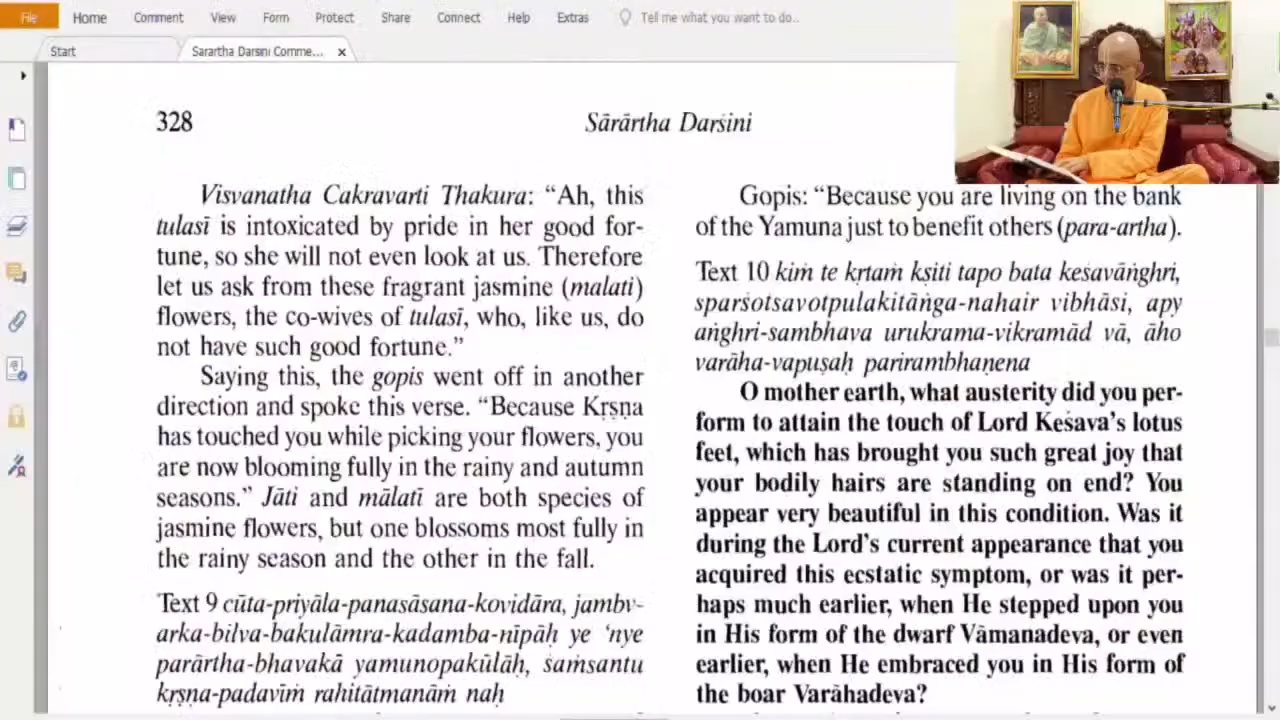 File Home Comment View Form Protect Share Connect Help Extras Tell me what you want to do..
Start Sarartha Darsini Comme... x
328 Sārārtha Darśini
Visvanatha Cakravarti Thakura: “Ah, this
tulasī is intoxicated by pride in her good for-
tune, so she will not even look at us. Therefore
let us ask from these fragrant jasmine (malati)
flowers, the co-wives of tulasī, who, like us, do
not have such good fortune.”
Saying this, the gopis went off in another
direction and spoke this verse. “Because Kṛṣṇa
has touched you while picking your flowers, you
are now blooming fully in the rainy and autumn
seasons.” Jāti and mālatī are both species of
jasmine flowers, but one blossoms most fully in
the rainy season and the other in the fall.
Text 9 cūta-priyāla-panasāsana-kovidāra, jambv-
arka-bilva-bakulāmra-kadamba-nīpāḥ ye ’nye
parārtha-bhavakā yamunopakūlāḥ, śaṁsantu
kṛṣṇa-padavīṁ rahitātmanāṁ naḥ
Gopis: “Because you are living on the bank
of the Yamuna just to benefit others (para-artha).
Text 10 kiṁ te kṛtaṁ kṣiti tapo bata keśavāṅghri,
sparśotsavotpulakitāṅga-nahair vibhāsi, apy
aṅghri-sambhava urukrama-vikramād vā, āho
varāha-vapuṣaḥ parirambhaṇena
O mother earth, what austerity did you per-
form to attain the touch of Lord Keśava’s lotus
feet, which has brought you such great joy that
your bodily hairs are standing on end? You
appear very beautiful in this condition. Was it
during the Lord’s current appearance that you
acquired this ecstatic symptom, or was it per-
haps much earlier, when He stepped upon you
in His form of the dwarf Vāmanadeva, or even
earlier, when He embraced you in His form of
the boar Varāhadeva?